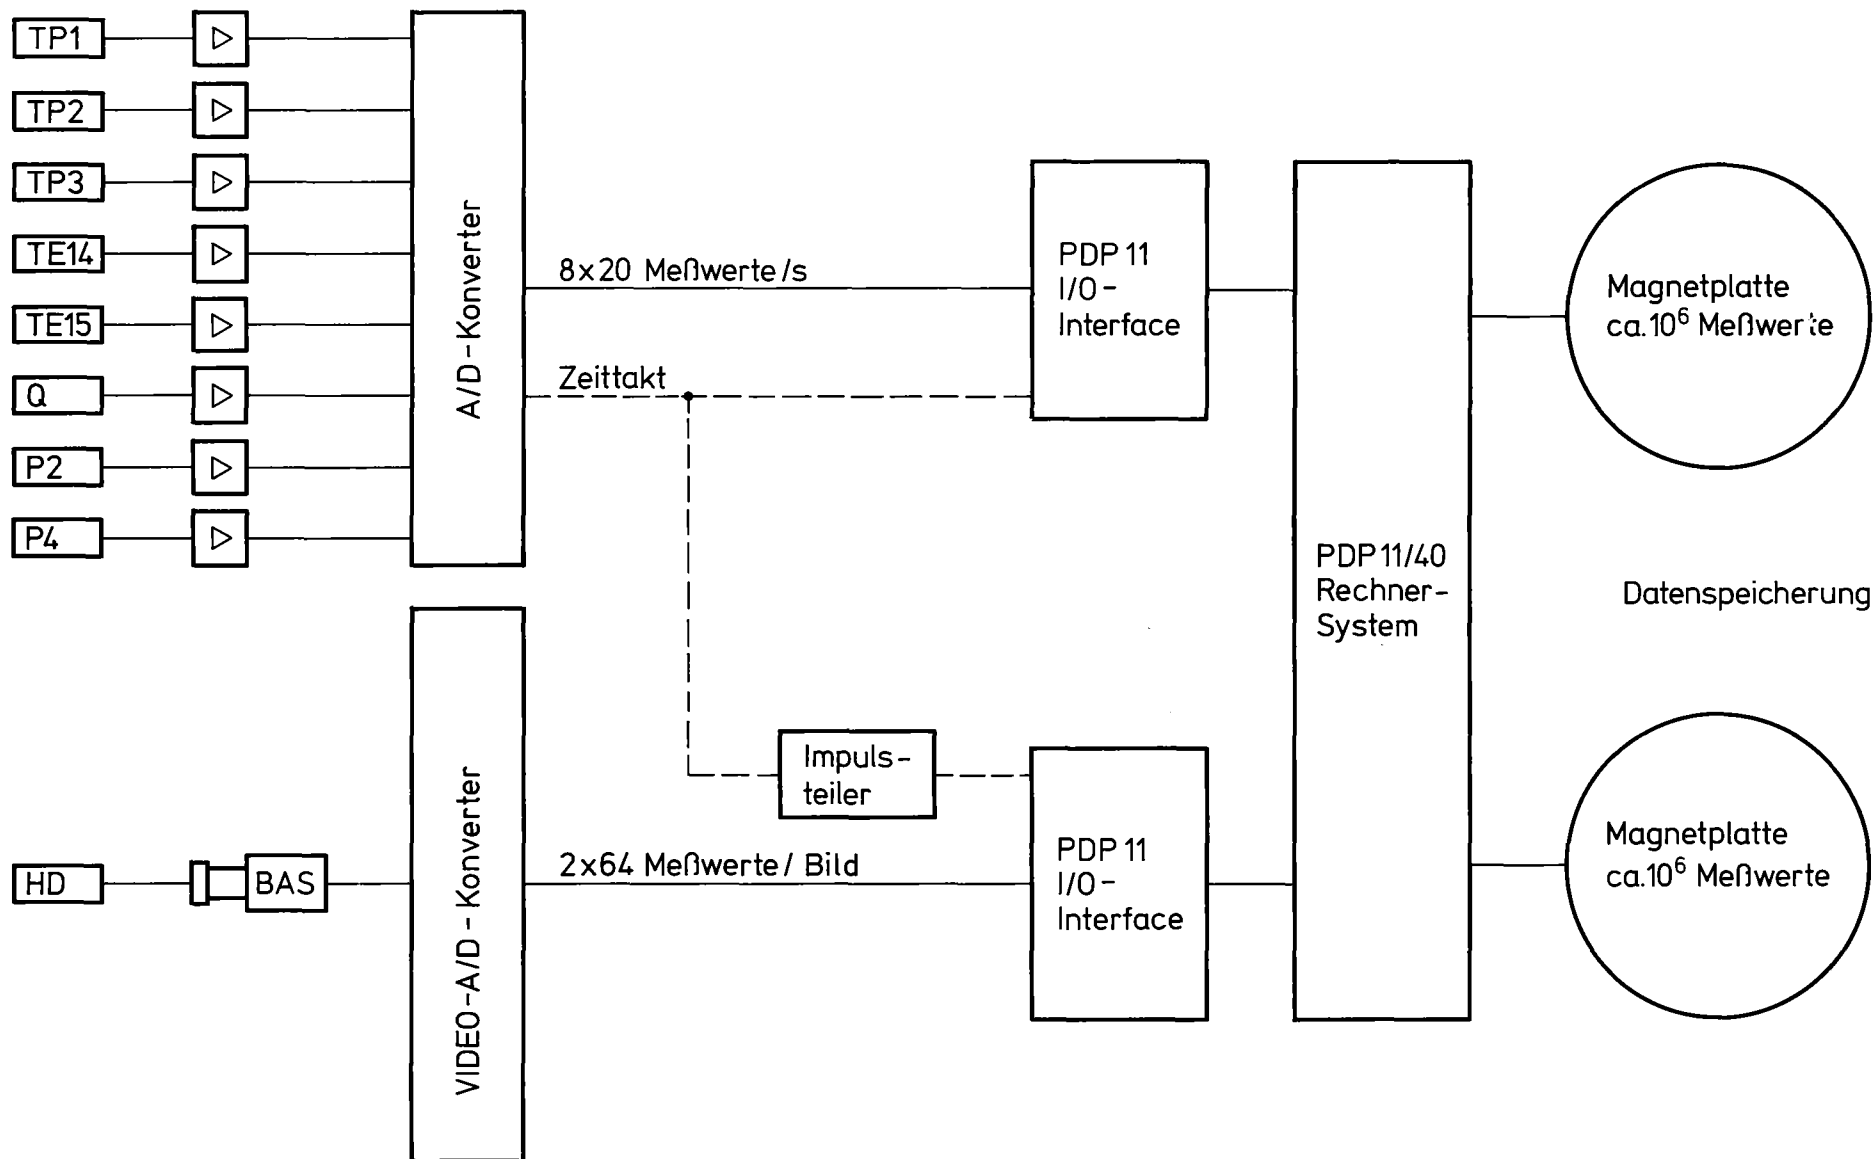 TP1
TP2
TP3
TE14
TE15
Q
P2
P4
A/D-Konverter
8x20 Meßwerte/s
Zeittakt
PDP 11
I/O-
Interface
PDP 11/40
Rechner-
System
Magnetplatte
ca.10⁶ Meßwerte
Datenspeicherung
HD
BAS
VIDEO-A/D-Konverter
Impuls-
teiler
2x64 Meßwerte/ Bild
PDP 11
I/O-
Interface
Magnetplatte
ca.10⁶ Meßwerte